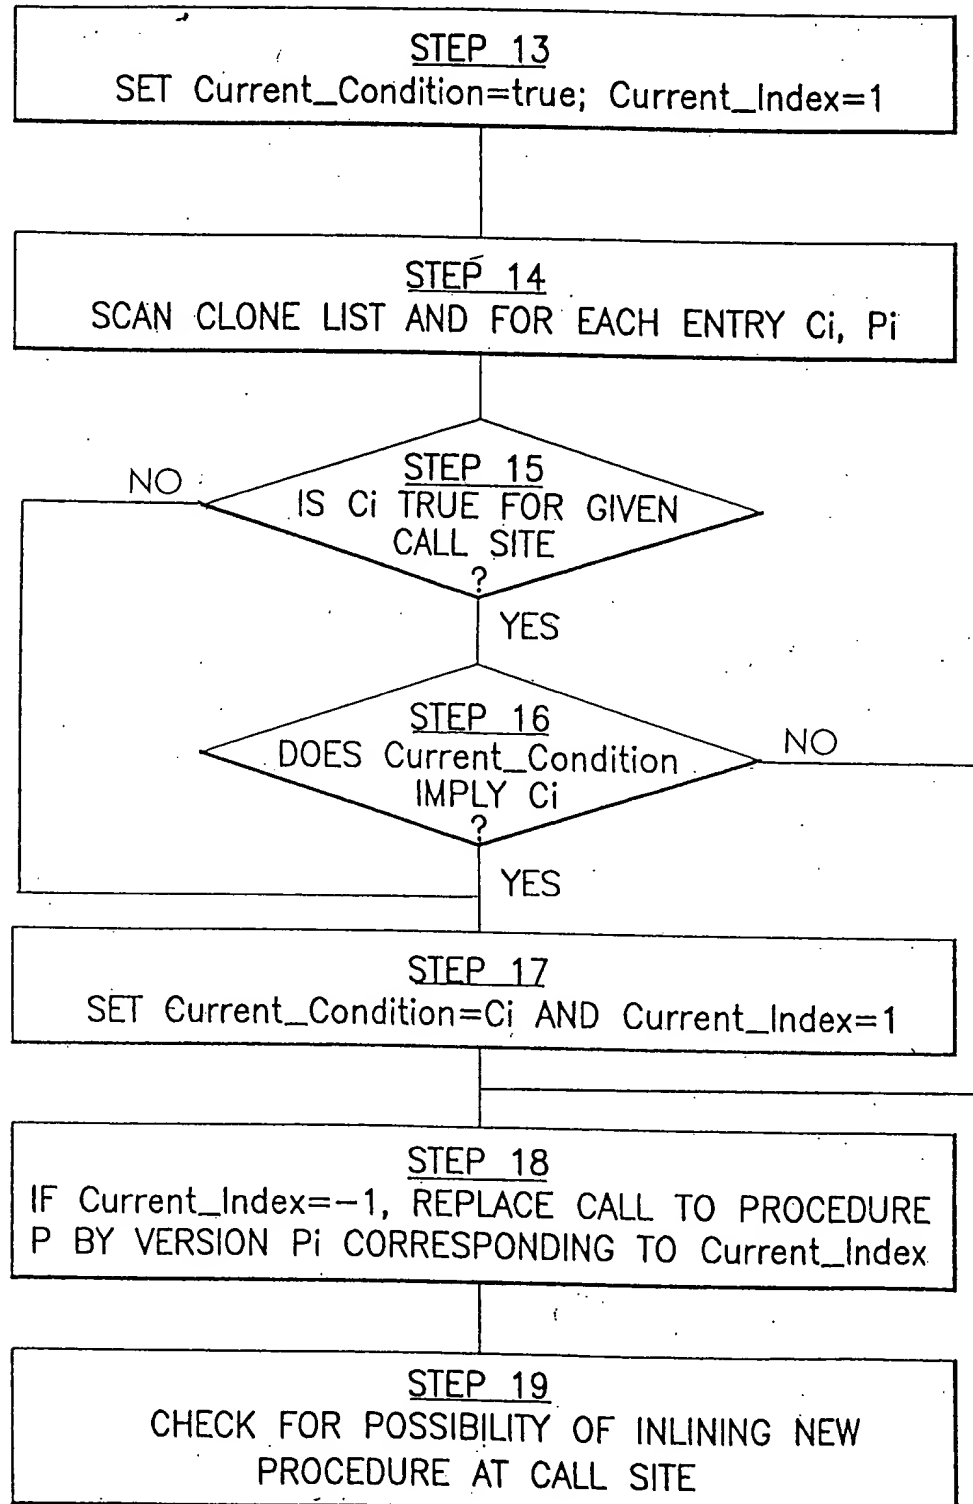 STEP 13
SET Current_Condition=true; Current_Index=1
STEP 14
SCAN CLONE LIST AND FOR EACH ENTRY Ci, Pi
NO
STEP 15
IS Ci TRUE FOR GIVEN
CALL SITE
?
YES
STEP 16
DOES Current_Condition
IMPLY Ci
?
NO
YES
STEP 17
SET Current_Condition=Ci AND Current_Index=1
STEP 18
IF Current_Index=-1, REPLACE CALL TO PROCEDURE
P BY VERSION Pi CORRESPONDING TO Current_Index
STEP 19
CHECK FOR POSSIBILITY OF INLINING NEW
PROCEDURE AT CALL SITE